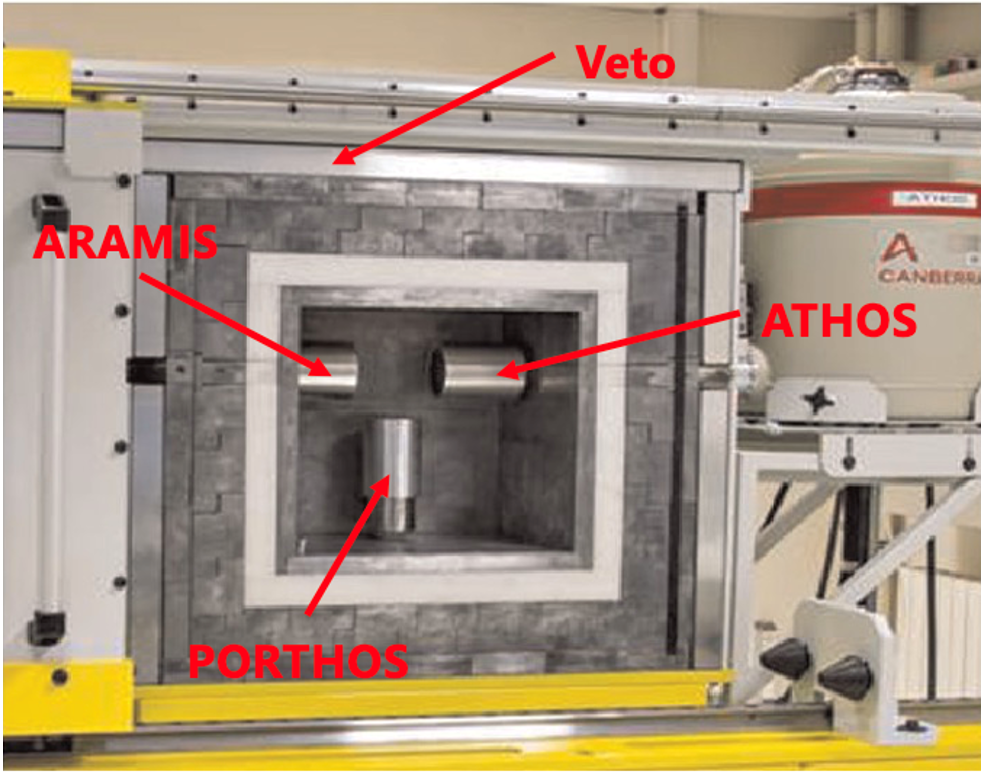 Veto
ATHOS
CANBERRA
ARAMIS
ATHOS
PORTHOS